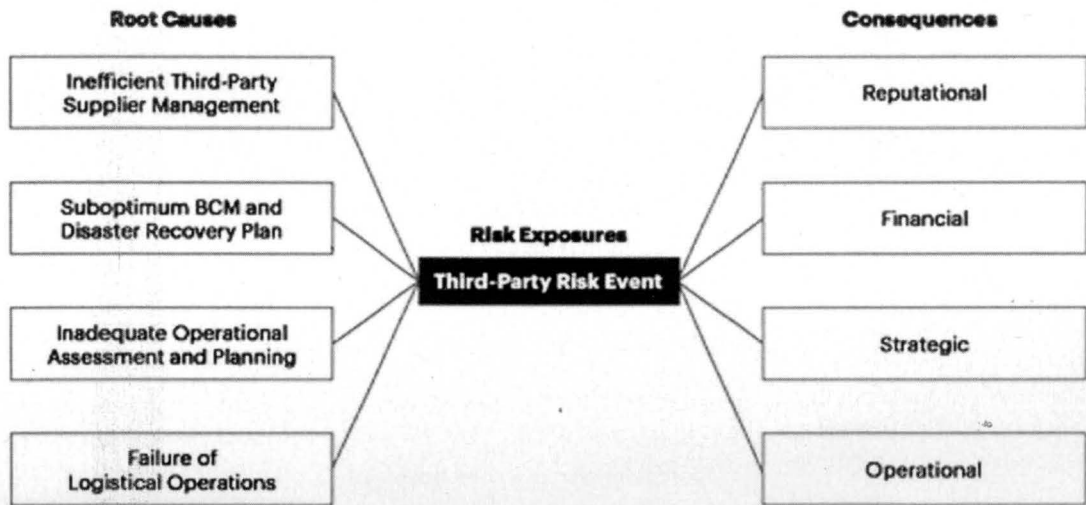 Root Causes
Consequences
Inefficient Third-Party
Supplier Management
Reputational
Suboptimum BCM and
Disaster Recovery Plan
Financial
Risk Exposures
Third-Party Risk Event
Inadequate Operational
Assessment and Planning
Strategic
Failure of
Logistical Operations
Operational